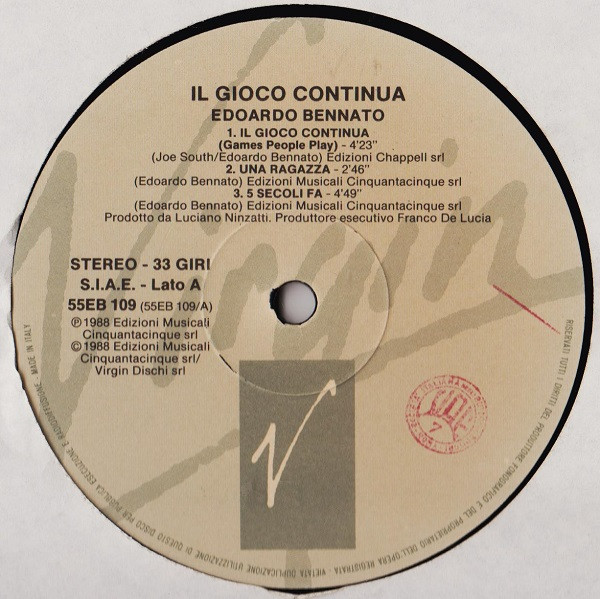 IL GIOCO CONTINUA
EDOARDO BENNATO
1. IL GIOCO CONTINUA
(Games People Play) - 4'23"
(Joe South/Edoardo Bennato) Edizioni Chappell srl
2. UNA RAGAZZA - 2'46"
(Edoardo Bennato) Edizioni Musicali Cinquantacinque srl
3. 5 SECOLI FA - 4'49"
(Edoardo Bennato) Edizioni Musicali Cinquantacinque srl
Prodotto da Luciano Ninzatti. Produttore esecutivo Franco De Lucia
Virgin
STEREO - 33 GIRI
S.I.A.E. - Lato A
55EB 109 (55EB 109/A)
℗ 1988 Edizioni Musicali
Cinquantacinque srl
© 1988 Edizioni Musicali
Cinquantacinque srl/
Virgin Dischi srl
V
RISERVATI TUTTI I DIRITTI DEL PRODUTTORE FONOGRAFICO E DEL PROPRIETARIO DELL'OPERA REGISTRATA - VIETATA DUPLICAZIONE UTILIZZAZIONE DI QUESTO DISCO PER PUBBLICA ESECUZIONE E RADIODIFFUSIONE. MADE IN ITALY